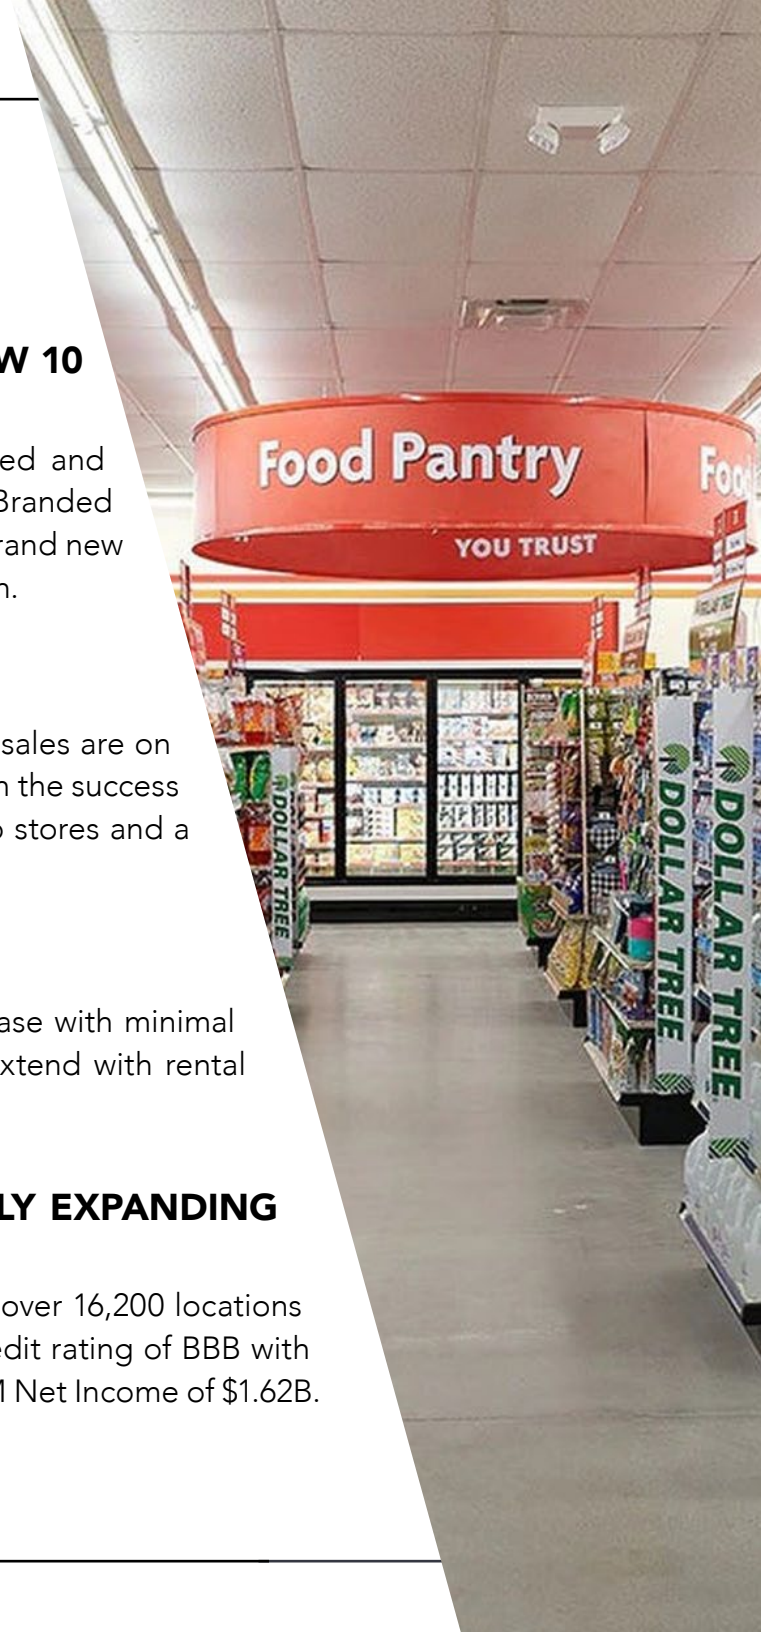 W 10
ed and
Branded
rand new
n.
sales are on
n the success
o stores and a
ase with minimal
xtend with rental
LY EXPANDING
over 16,200 locations
edit rating of BBB with
M Net Income of $1.62B.
Food Pantry
Food
YOU TRUST
DOLLAR TREE
DOLLAR TREE
DOLLAR TREE